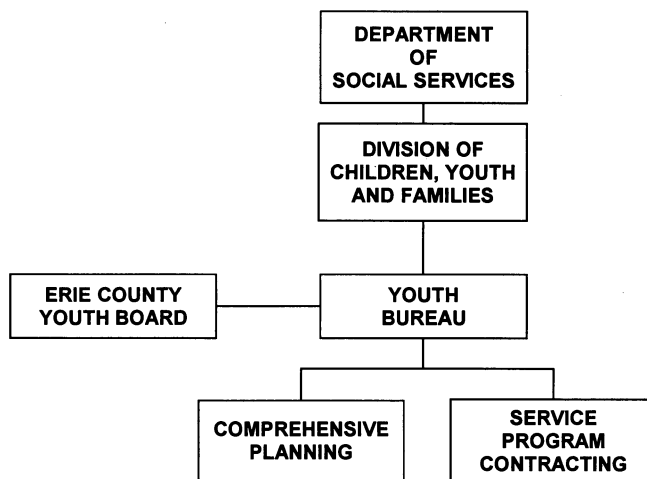 DEPARTMENT
OF
SOCIAL SERVICES
DIVISION OF
CHILDREN, YOUTH
AND FAMILIES
ERIE COUNTY
YOUTH BOARD
YOUTH
BUREAU
COMPREHENSIVE
PLANNING
SERVICE
PROGRAM
CONTRACTING